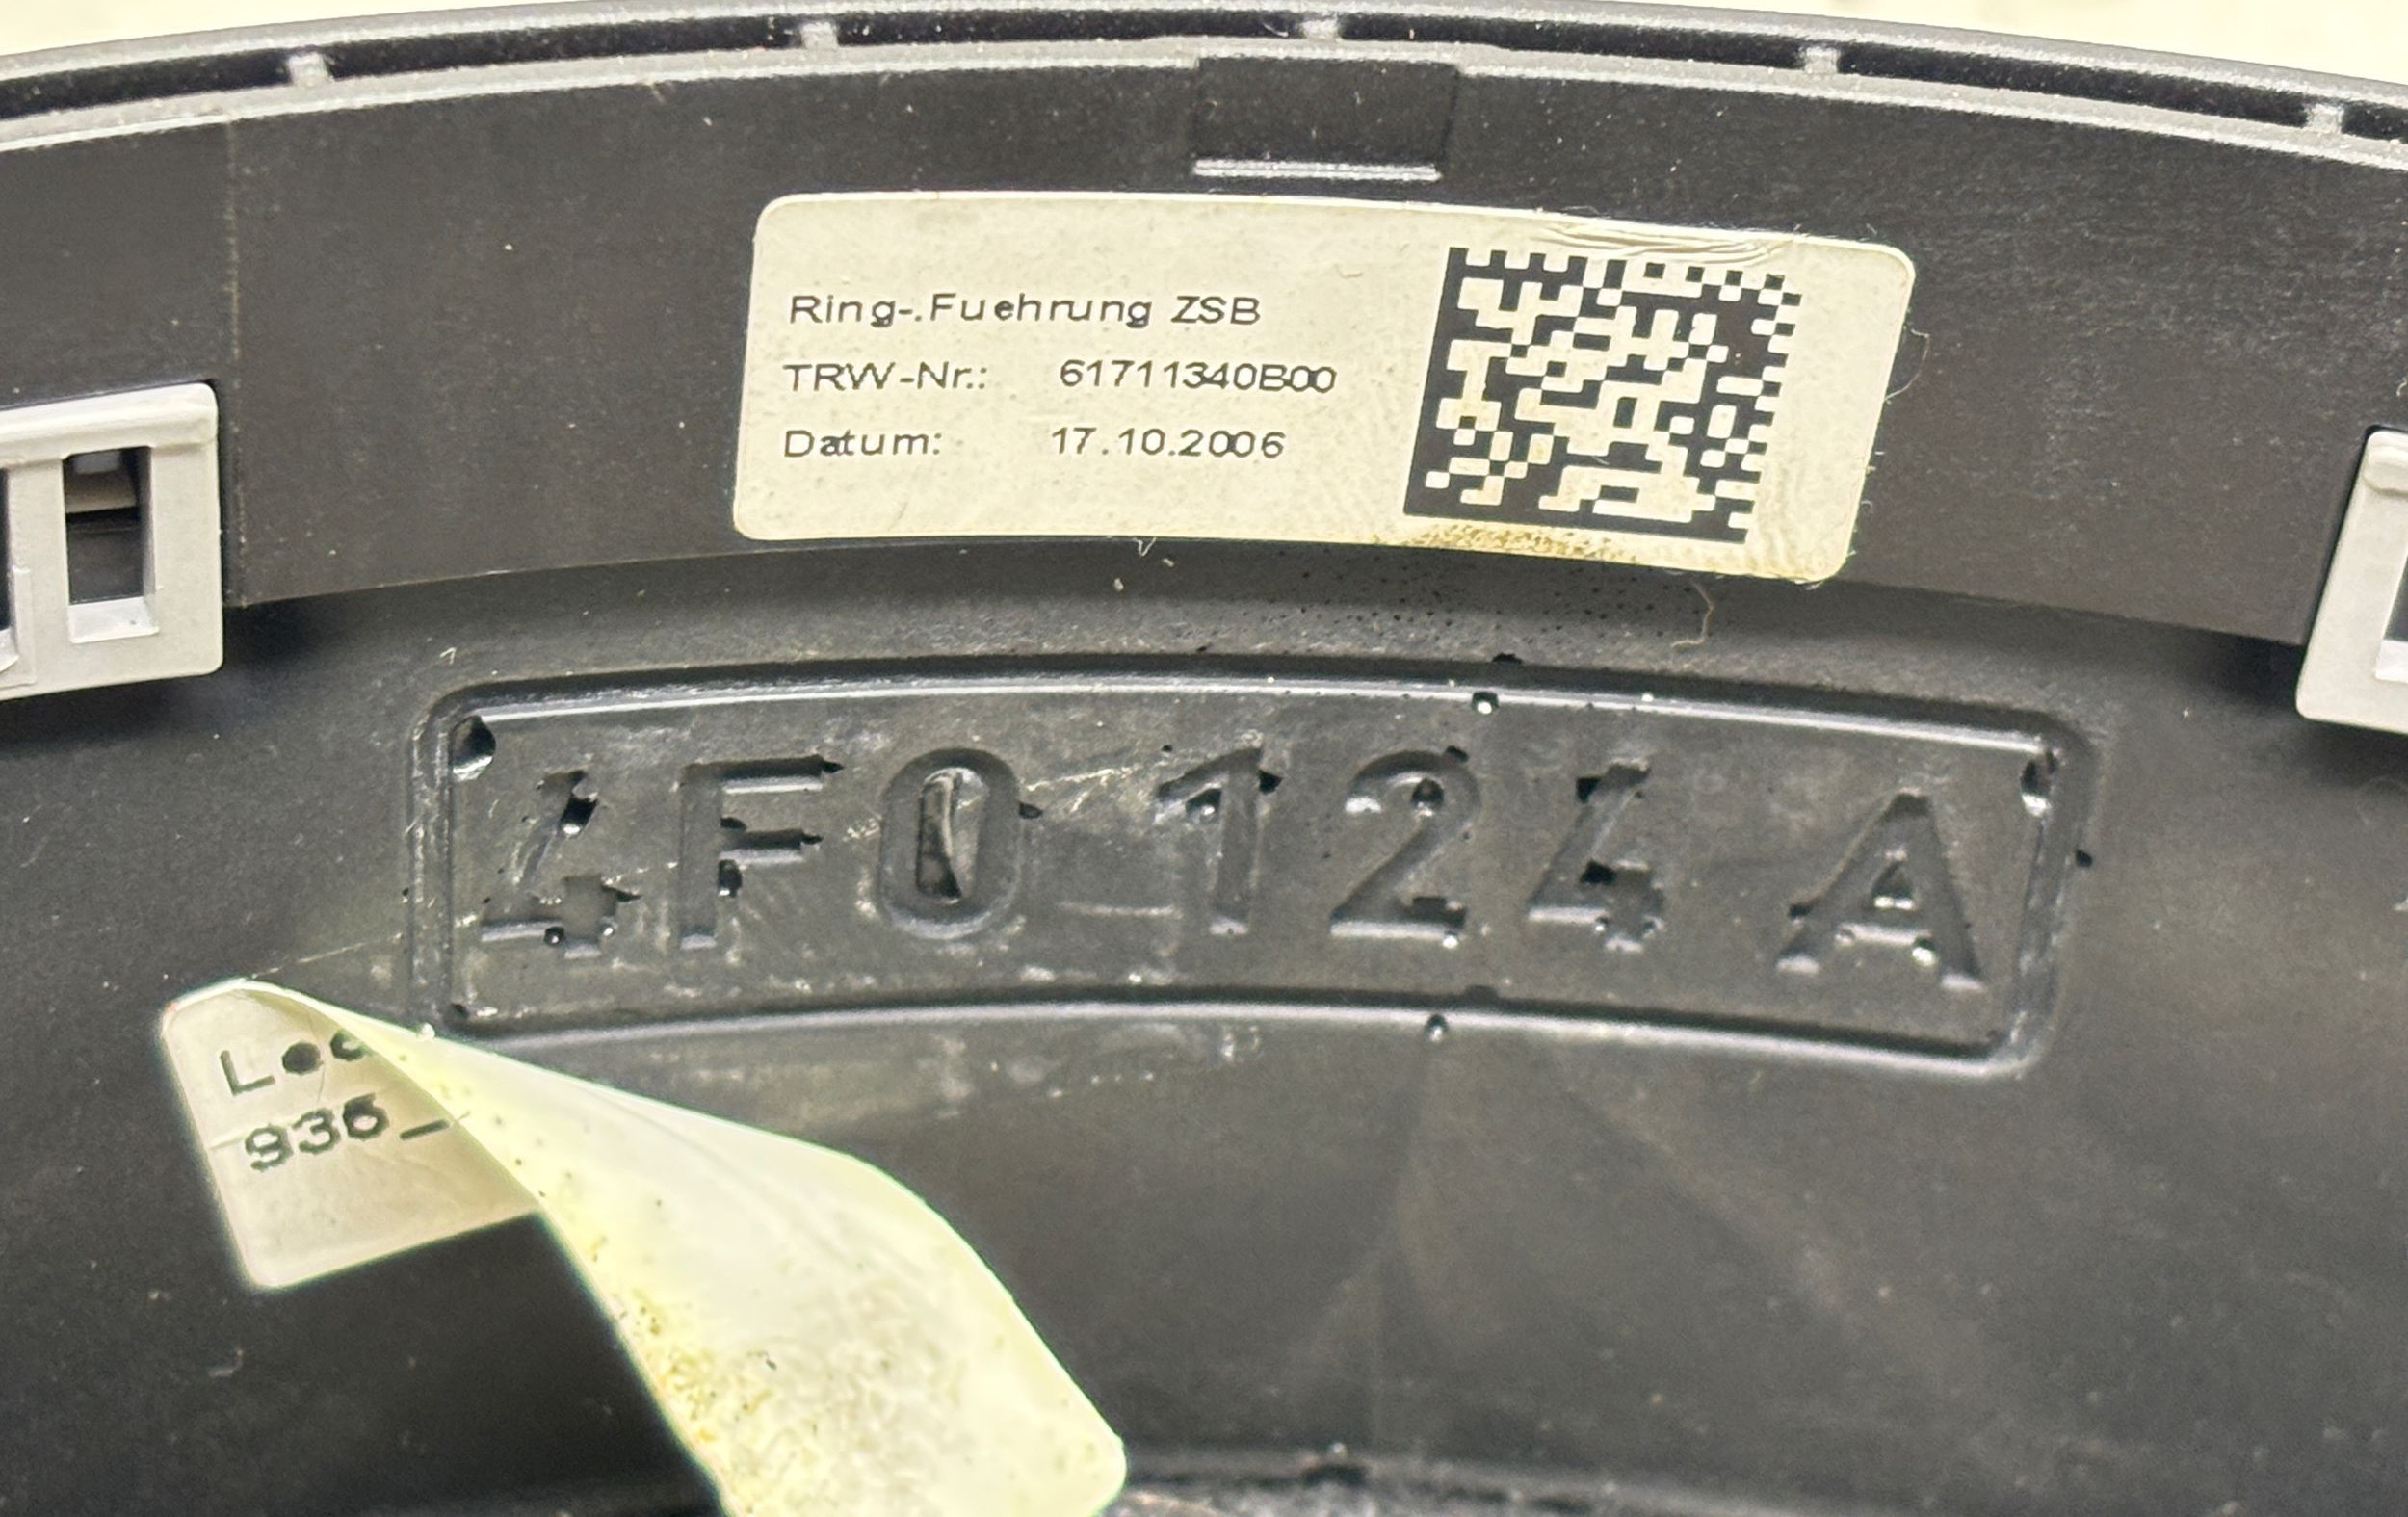 Ring-.Fuehrung ZSB
TRW-Nr.: 61711340B00
Datum: 17.10.2006
4F0 124 A
936_